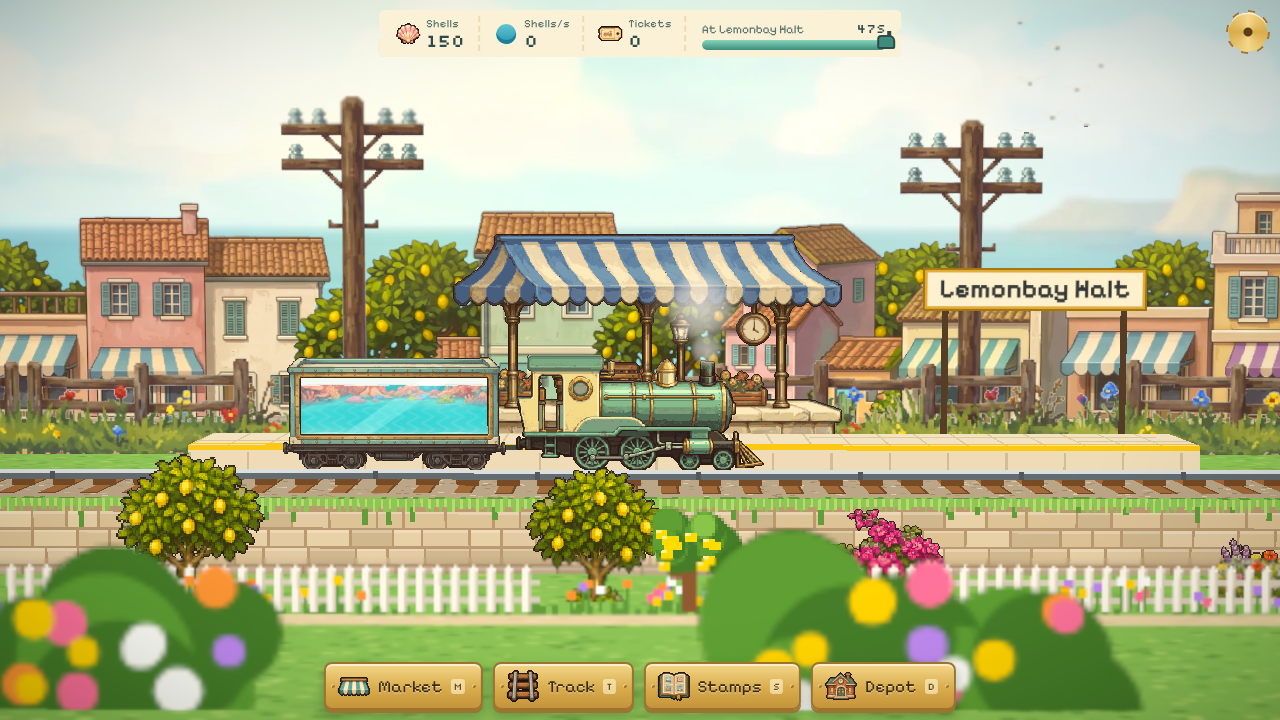 Shells
150
Shells/s
0
Tickets
0
At Lemonbay Halt
47s
Lemonbay Halt
Market M
Track T
Stamps S
Depot D